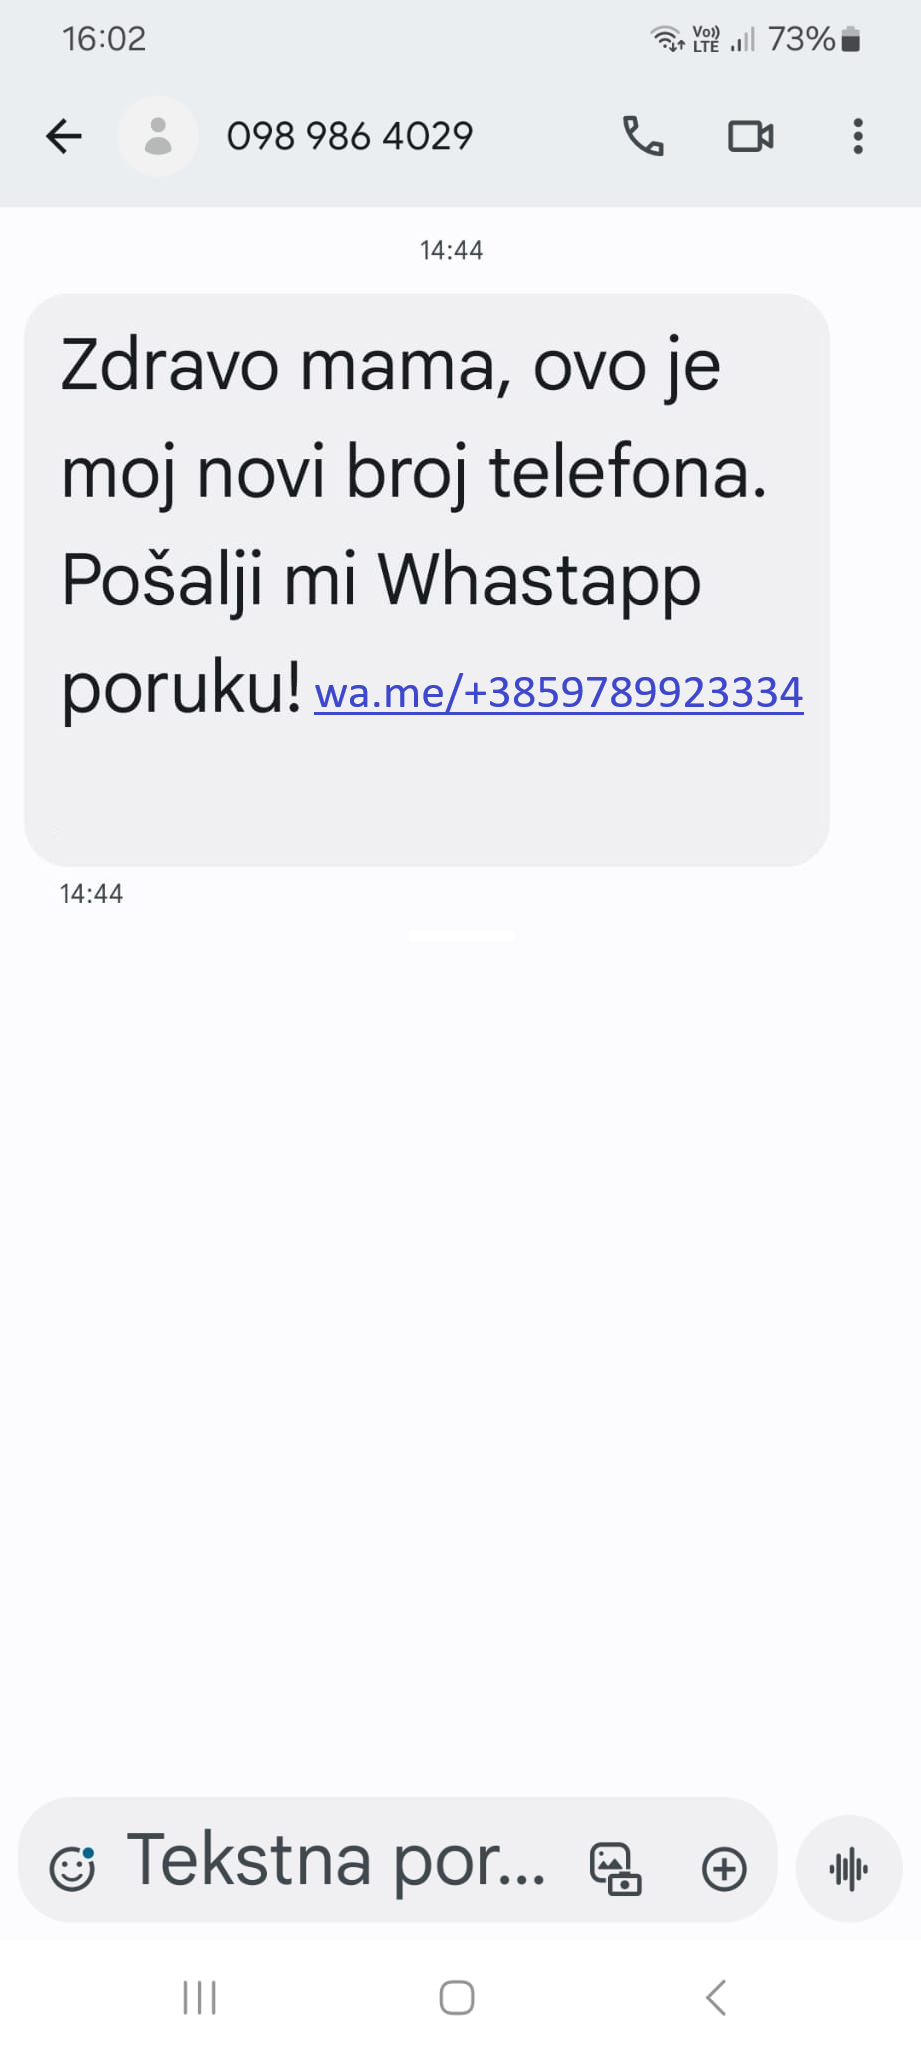 16:02
Vo)) LTE 73%
098 986 4029
14:44
Zdravo mama, ovo je
moj novi broj telefona.
Pošalji mi Whastapp
poruku! wa.me/+3859789923334
14:44
Tekstna por...